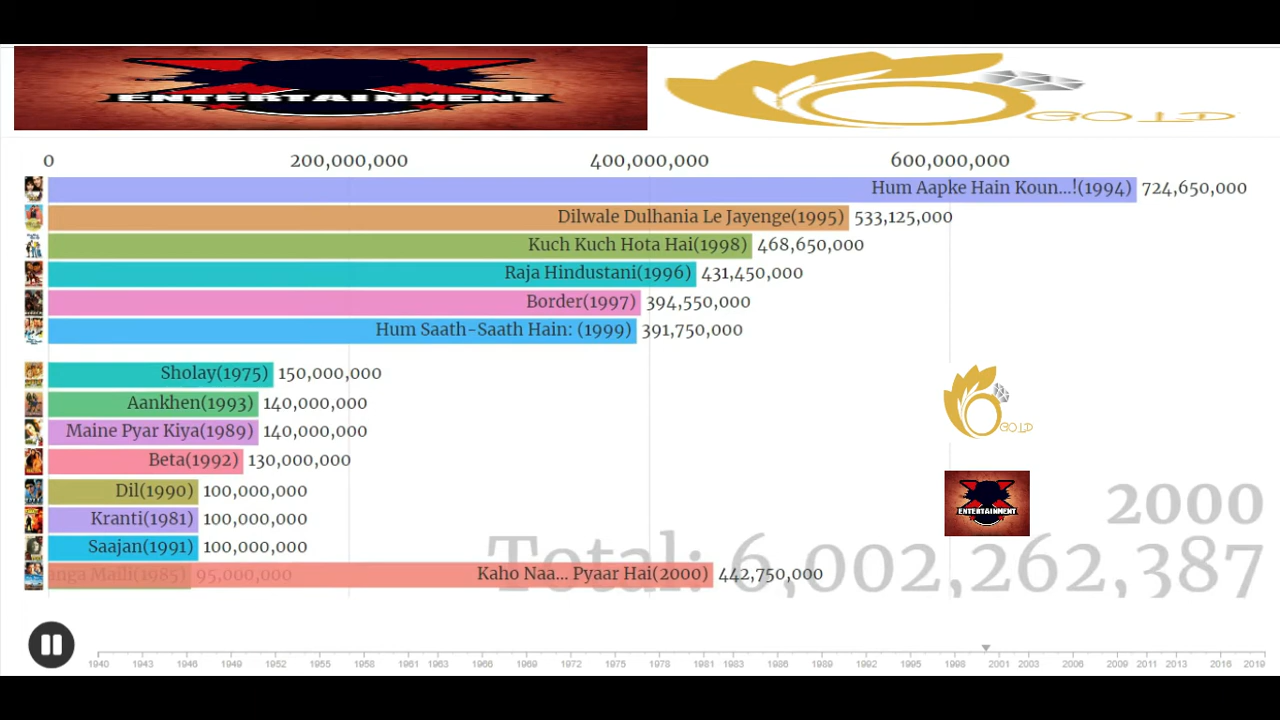 ENTERTAINMENT
GOLD
0 200,000,000 400,000,000 600,000,000
Hum Aapke Hain Koun...!(1994) 724,650,000
Dilwale Dulhania Le Jayenge(1995) 533,125,000
Kuch Kuch Hota Hai(1998) 468,650,000
Raja Hindustani(1996) 431,450,000
Border(1997) 394,550,000
Hum Saath-Saath Hain: (1999) 391,750,000
Sholay(1975) 150,000,000
Aankhen(1993) 140,000,000
Maine Pyar Kiya(1989) 140,000,000
GOLD
Beta(1992) 130,000,000
Dil(1990) 100,000,000
ENTERTAINMENT
2000
Kranti(1981) 100,000,000
Saajan(1991) 100,000,000
Total: 6,002,262,387
anga Maili(1985) 95,000,000
Kaho Naa... Pyaar Hai(2000) 442,750,000
1940 1943 1946 1949 1952 1955 1958 1961 1963 1966 1969 1972 1975 1978 1981 1983 1986 1989 1992 1995 1998 2001 2003 2006 2009 2011 2013 2016 2019